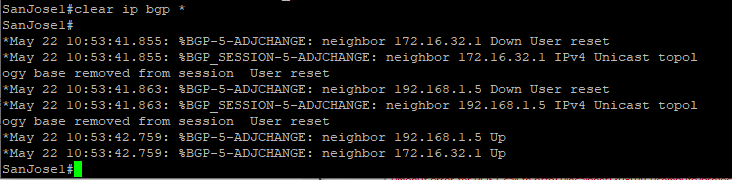 SanJose1#clear ip bgp *
SanJose1#
*May 22 10:53:41.855: %BGP-5-ADJCHANGE: neighbor 172.16.32.1 Down User reset
*May 22 10:53:41.855: %BGP_SESSION-5-ADJCHANGE: neighbor 172.16.32.1 IPv4 Unicast topol
ogy base removed from session  User reset
*May 22 10:53:41.863: %BGP-5-ADJCHANGE: neighbor 192.168.1.5 Down User reset
*May 22 10:53:41.863: %BGP_SESSION-5-ADJCHANGE: neighbor 192.168.1.5 IPv4 Unicast topol
ogy base removed from session  User reset
*May 22 10:53:42.759: %BGP-5-ADJCHANGE: neighbor 192.168.1.5 Up
*May 22 10:53:42.759: %BGP-5-ADJCHANGE: neighbor 172.16.32.1 Up
SanJose1#